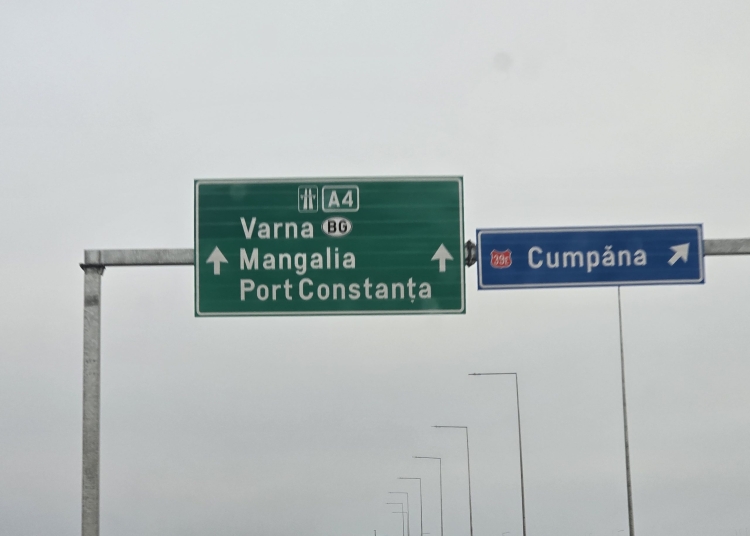 A4
Varna BG
Mangalia
Port Constanța
39c Cumpăna